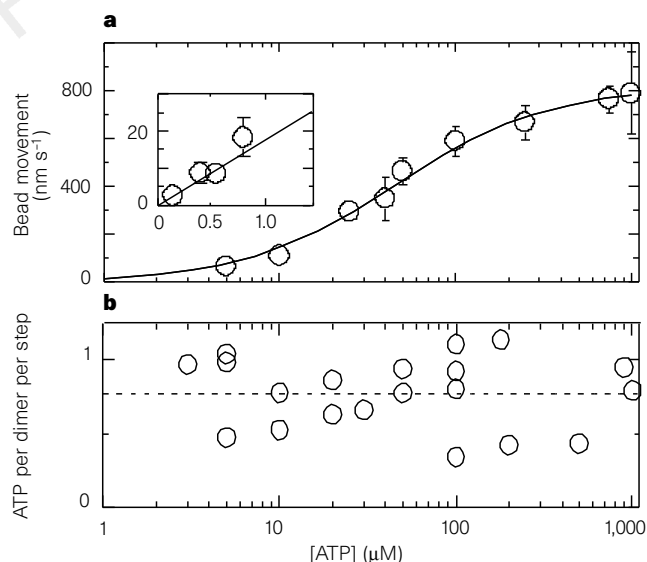 a
Bead movement
(nm s⁻¹)
800
400
0
20
0
0
0.5
1.0
b
ATP per dimer per step
1
0
1
10
100
1,000
[ATP] (μM)